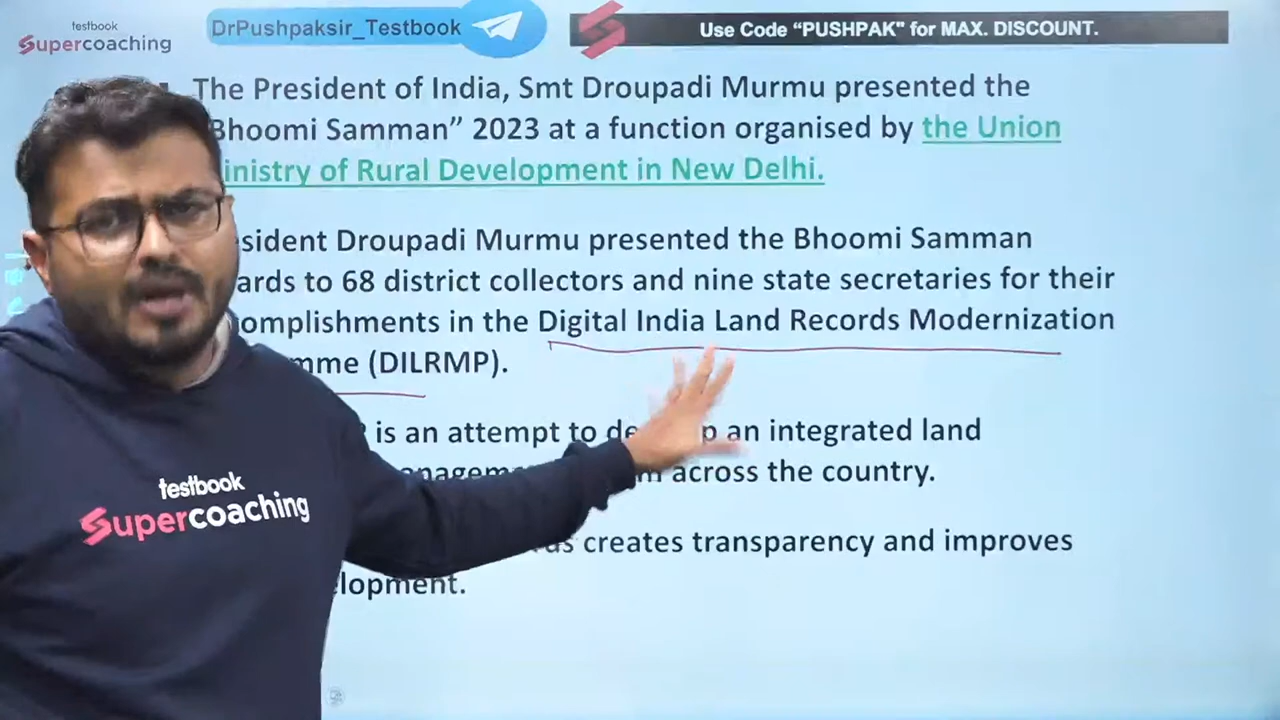 testbook
Supercoaching
DrPushpaksir_Testbook
Use Code “PUSHPAK" for MAX. DISCOUNT.
The President of India, Smt Droupadi Murmu presented the
Bhoomi Samman” 2023 at a function organised by the Union
inistry of Rural Development in New Delhi.
sident Droupadi Murmu presented the Bhoomi Samman
ards to 68 district collectors and nine state secretaries for their
omplishments in the Digital India Land Records Modernization
mme (DILRMP).
is an attempt to an integrated land
across the country.
creates transparency and improves
lopment.
testbook
Supercoaching